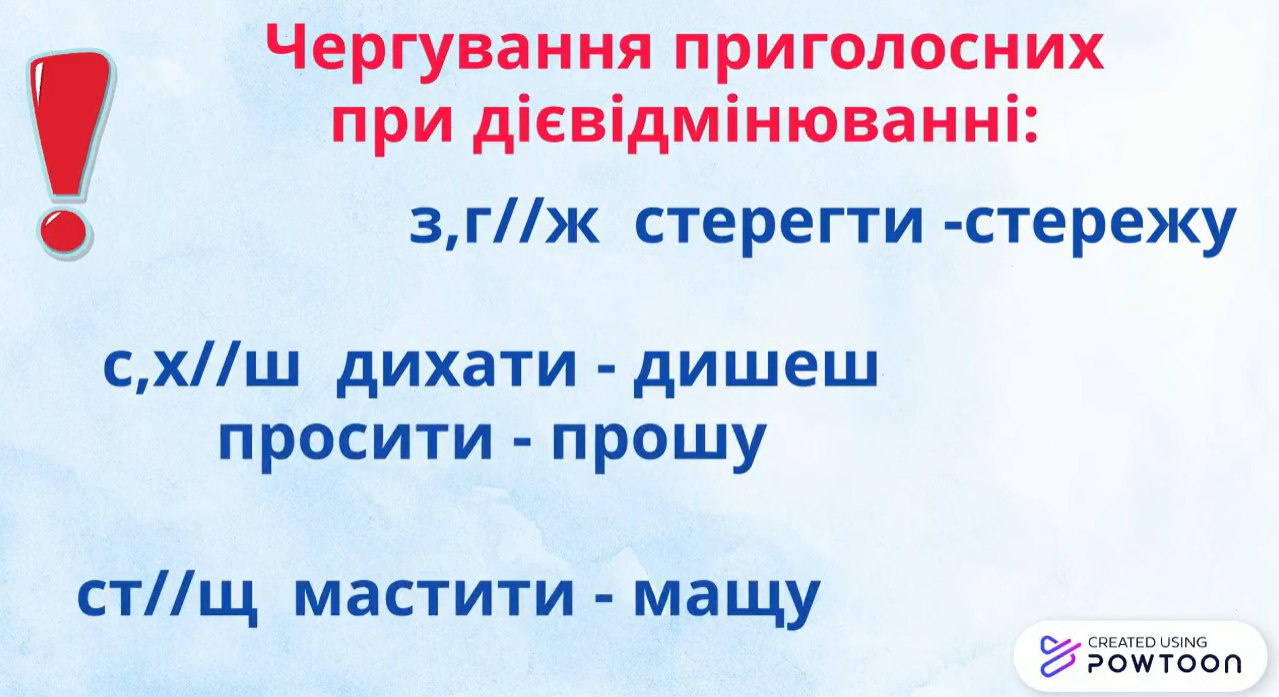 Чергування приголосних
при дієвідмінюванні:
з,г//ж стерегти -стережу
с,х//ш дихати - дишеш
просити - прошу
ст//щ мастити - мащу
CREATED USING
POWTOON